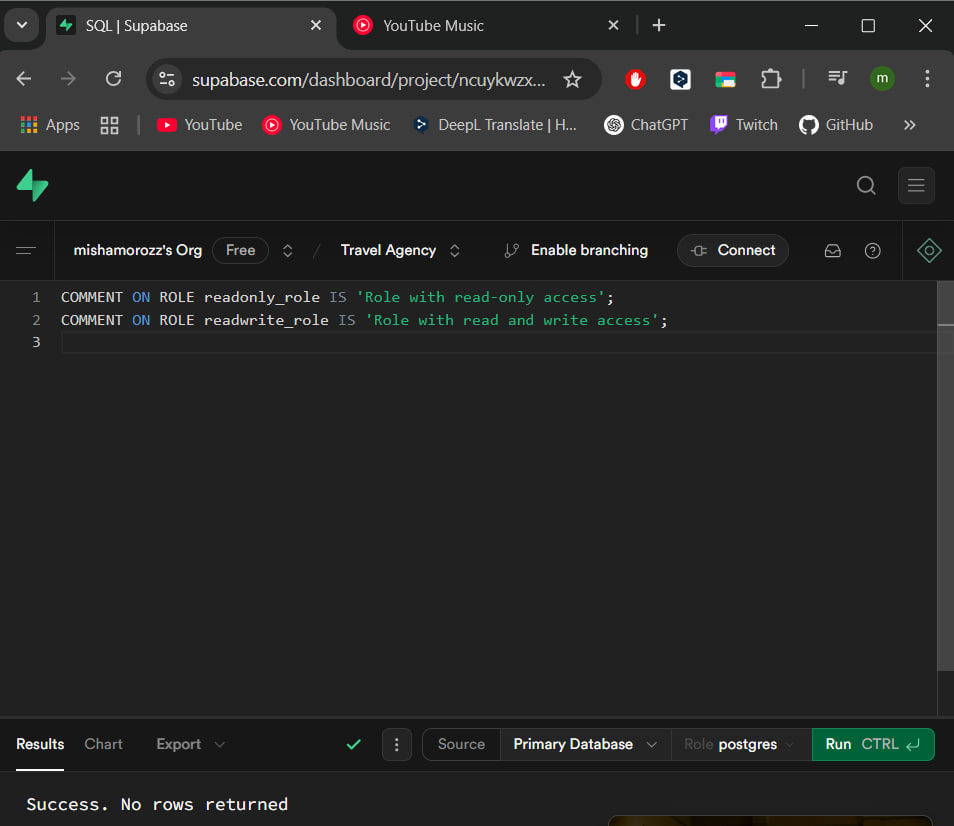 SQL | Supabase
YouTube Music
supabase.com/dashboard/project/ncuykwzx...
m
Apps
YouTube
YouTube Music
DeepL Translate | H...
ChatGPT
Twitch
GitHub
mishamorozz's Org Free / Travel Agency Enable branching Connect
1 COMMENT ON ROLE readonly_role IS 'Role with read-only access';
2 COMMENT ON ROLE readwrite_role IS 'Role with read and write access';
3
Results Chart Export Source Primary Database Role postgres Run CTRL ↵
Success. No rows returned